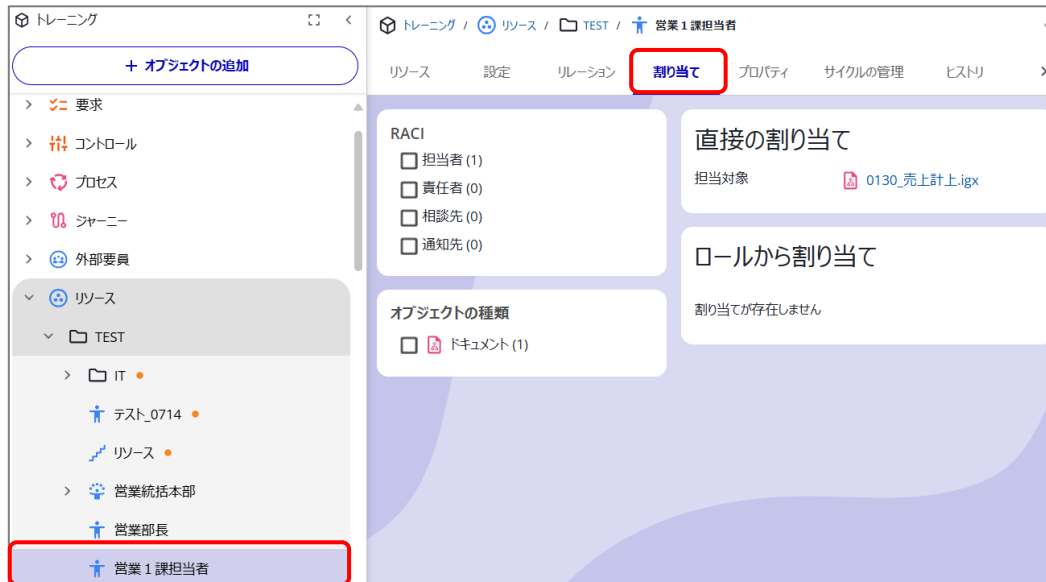 トレーニング
+ オブジェクトの追加
要求
コントロール
プロセス
ジャーニー
外部要員
リソース
TEST
IT
テスト_0714
リソース
営業統括本部
営業部長
営業１課担当者
トレーニング / リソース / TEST / 営業１課担当者
リソース 設定 リレーション 割り当て プロパティ サイクルの管理 ヒストリ
RACI
担当者 (1)
責任者 (0)
相談先 (0)
通知先 (0)
オブジェクトの種類
ドキュメント (1)
直接の割り当て
担当対象 0130_売上計上.igx
ロールから割り当て
割り当てが存在しません